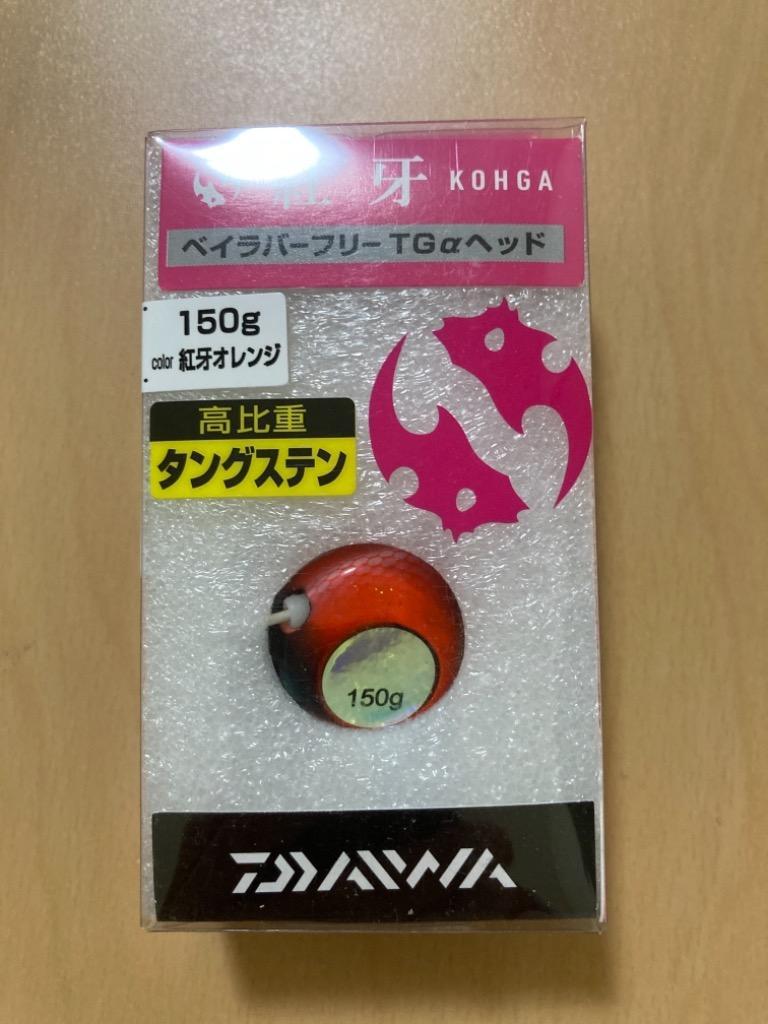 紅牙 KOHGA
ベイラバーフリーTGαヘッド
150g
color 紅牙オレンジ
高比重
タングステン
150g
DAIWA